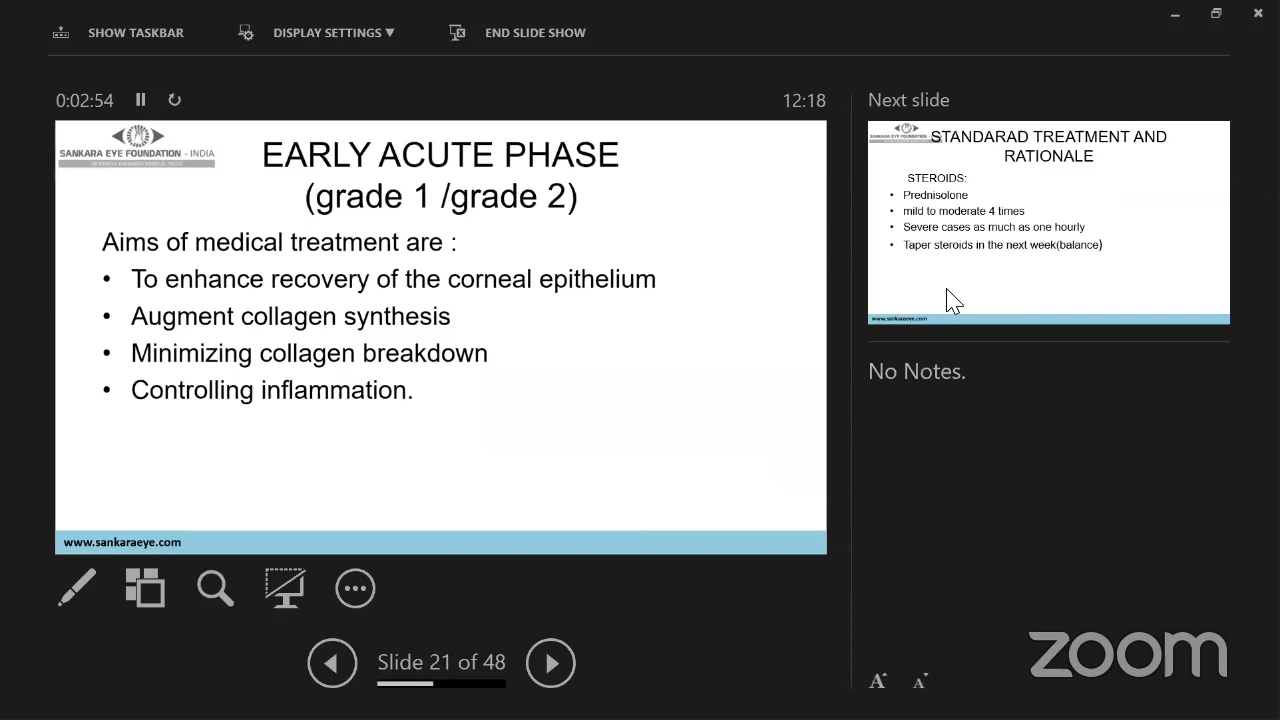 SHOW TASKBAR
DISPLAY SETTINGS ▼
END SLIDE SHOW
0:02:54
12:18
SANKARA EYE FOUNDATION - INDIA
EARLY ACUTE PHASE
(grade 1 /grade 2)
Aims of medical treatment are :
• To enhance recovery of the corneal epithelium
• Augment collagen synthesis
• Minimizing collagen breakdown
• Controlling inflammation.
www.sankaraeye.com
Slide 21 of 48
Next slide
SANKARA EYE FOUNDATION
STANDARAD TREATMENT AND
RATIONALE
STEROIDS:
• Prednisolone
• mild to moderate 4 times
• Severe cases as much as one hourly
• Taper steroids in the next week(balance)
www.sankaraeye.com
No Notes.
A A
zoom